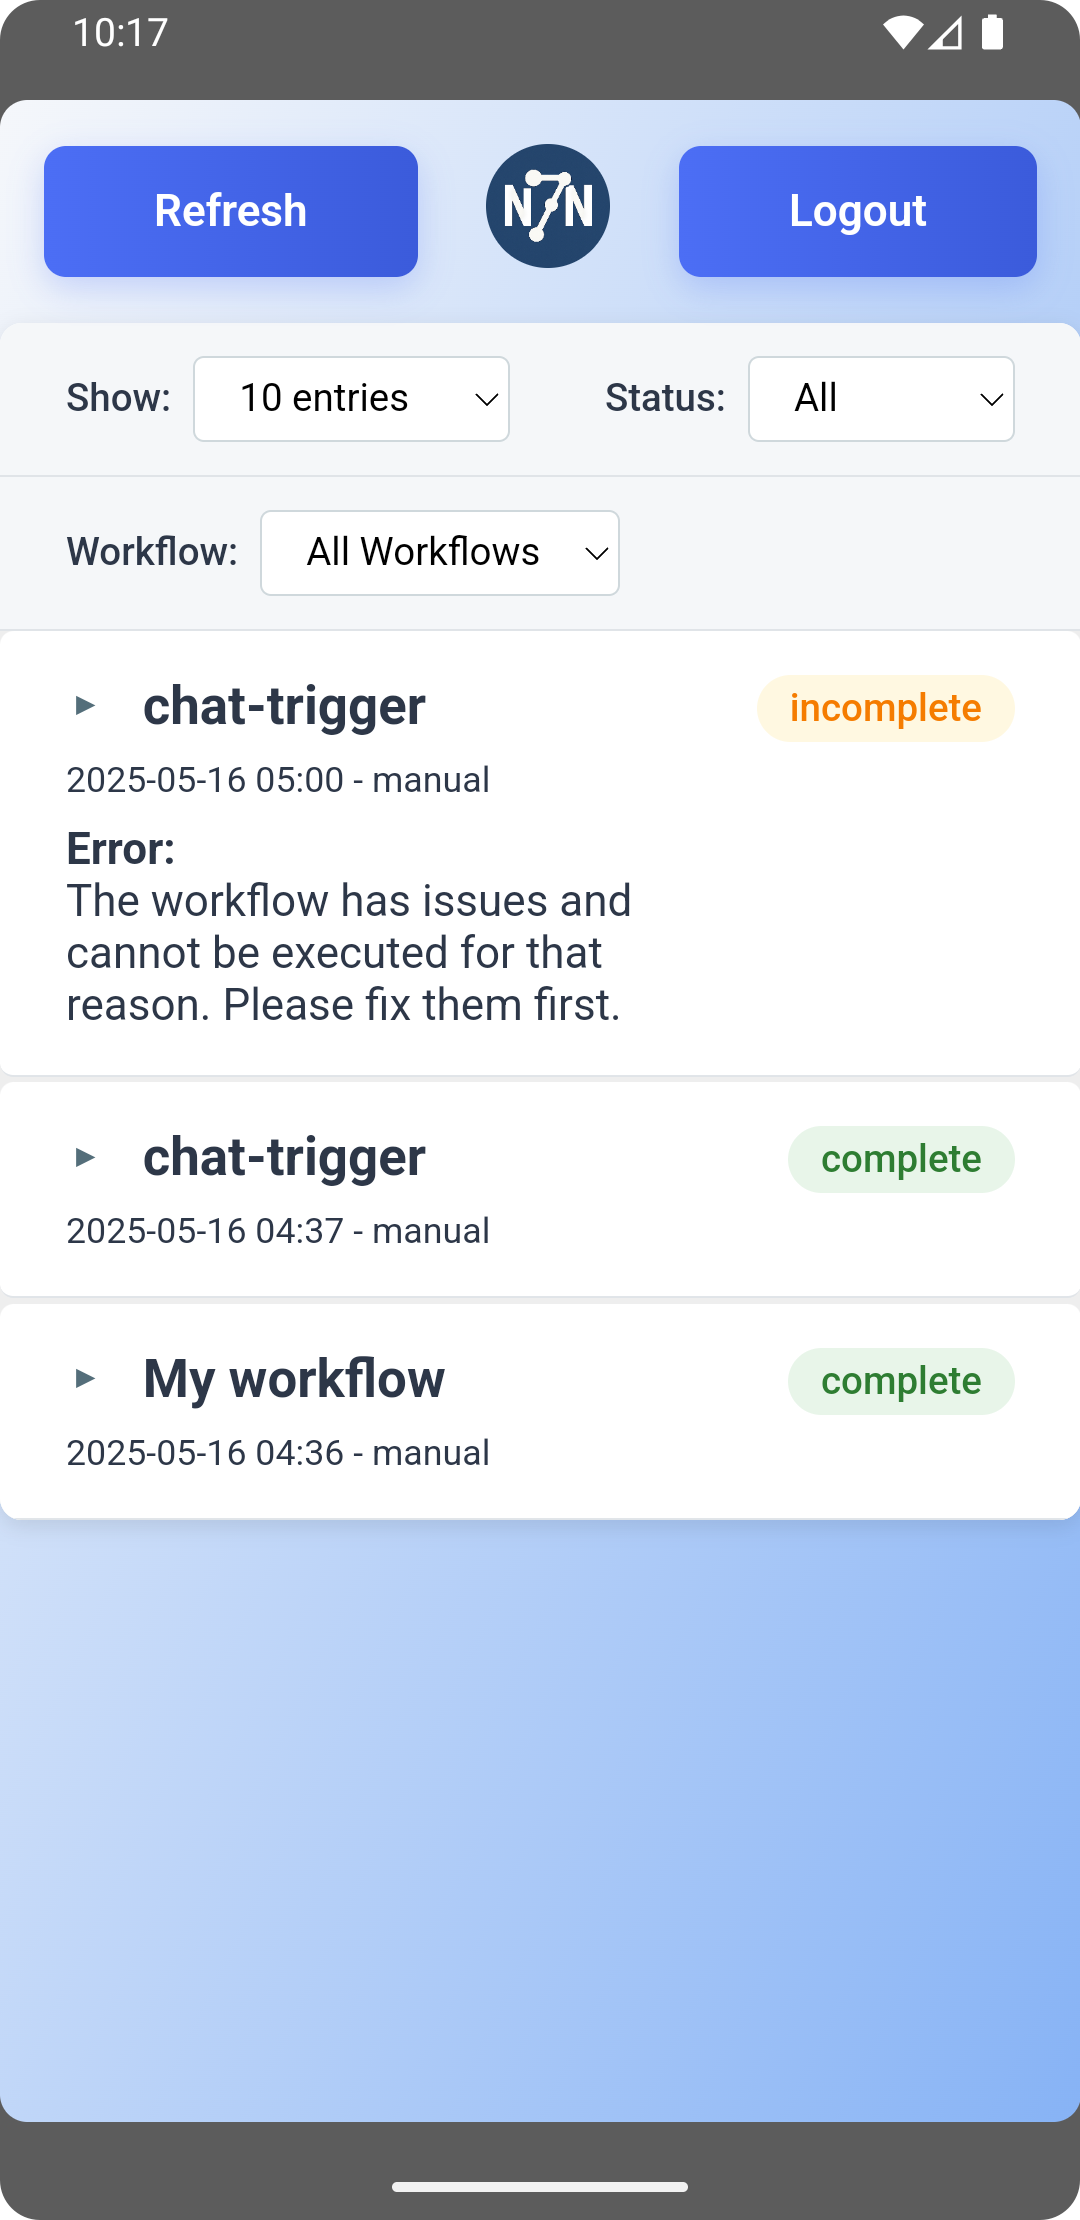 10:17
Refresh
N7N
Logout
Show:
10 entries
Status:
All
Workflow:
All Workflows
chat-trigger
incomplete
2025-05-16 05:00 - manual
Error:
The workflow has issues and
cannot be executed for that
reason. Please fix them first.
chat-trigger
complete
2025-05-16 04:37 - manual
My workflow
complete
2025-05-16 04:36 - manual